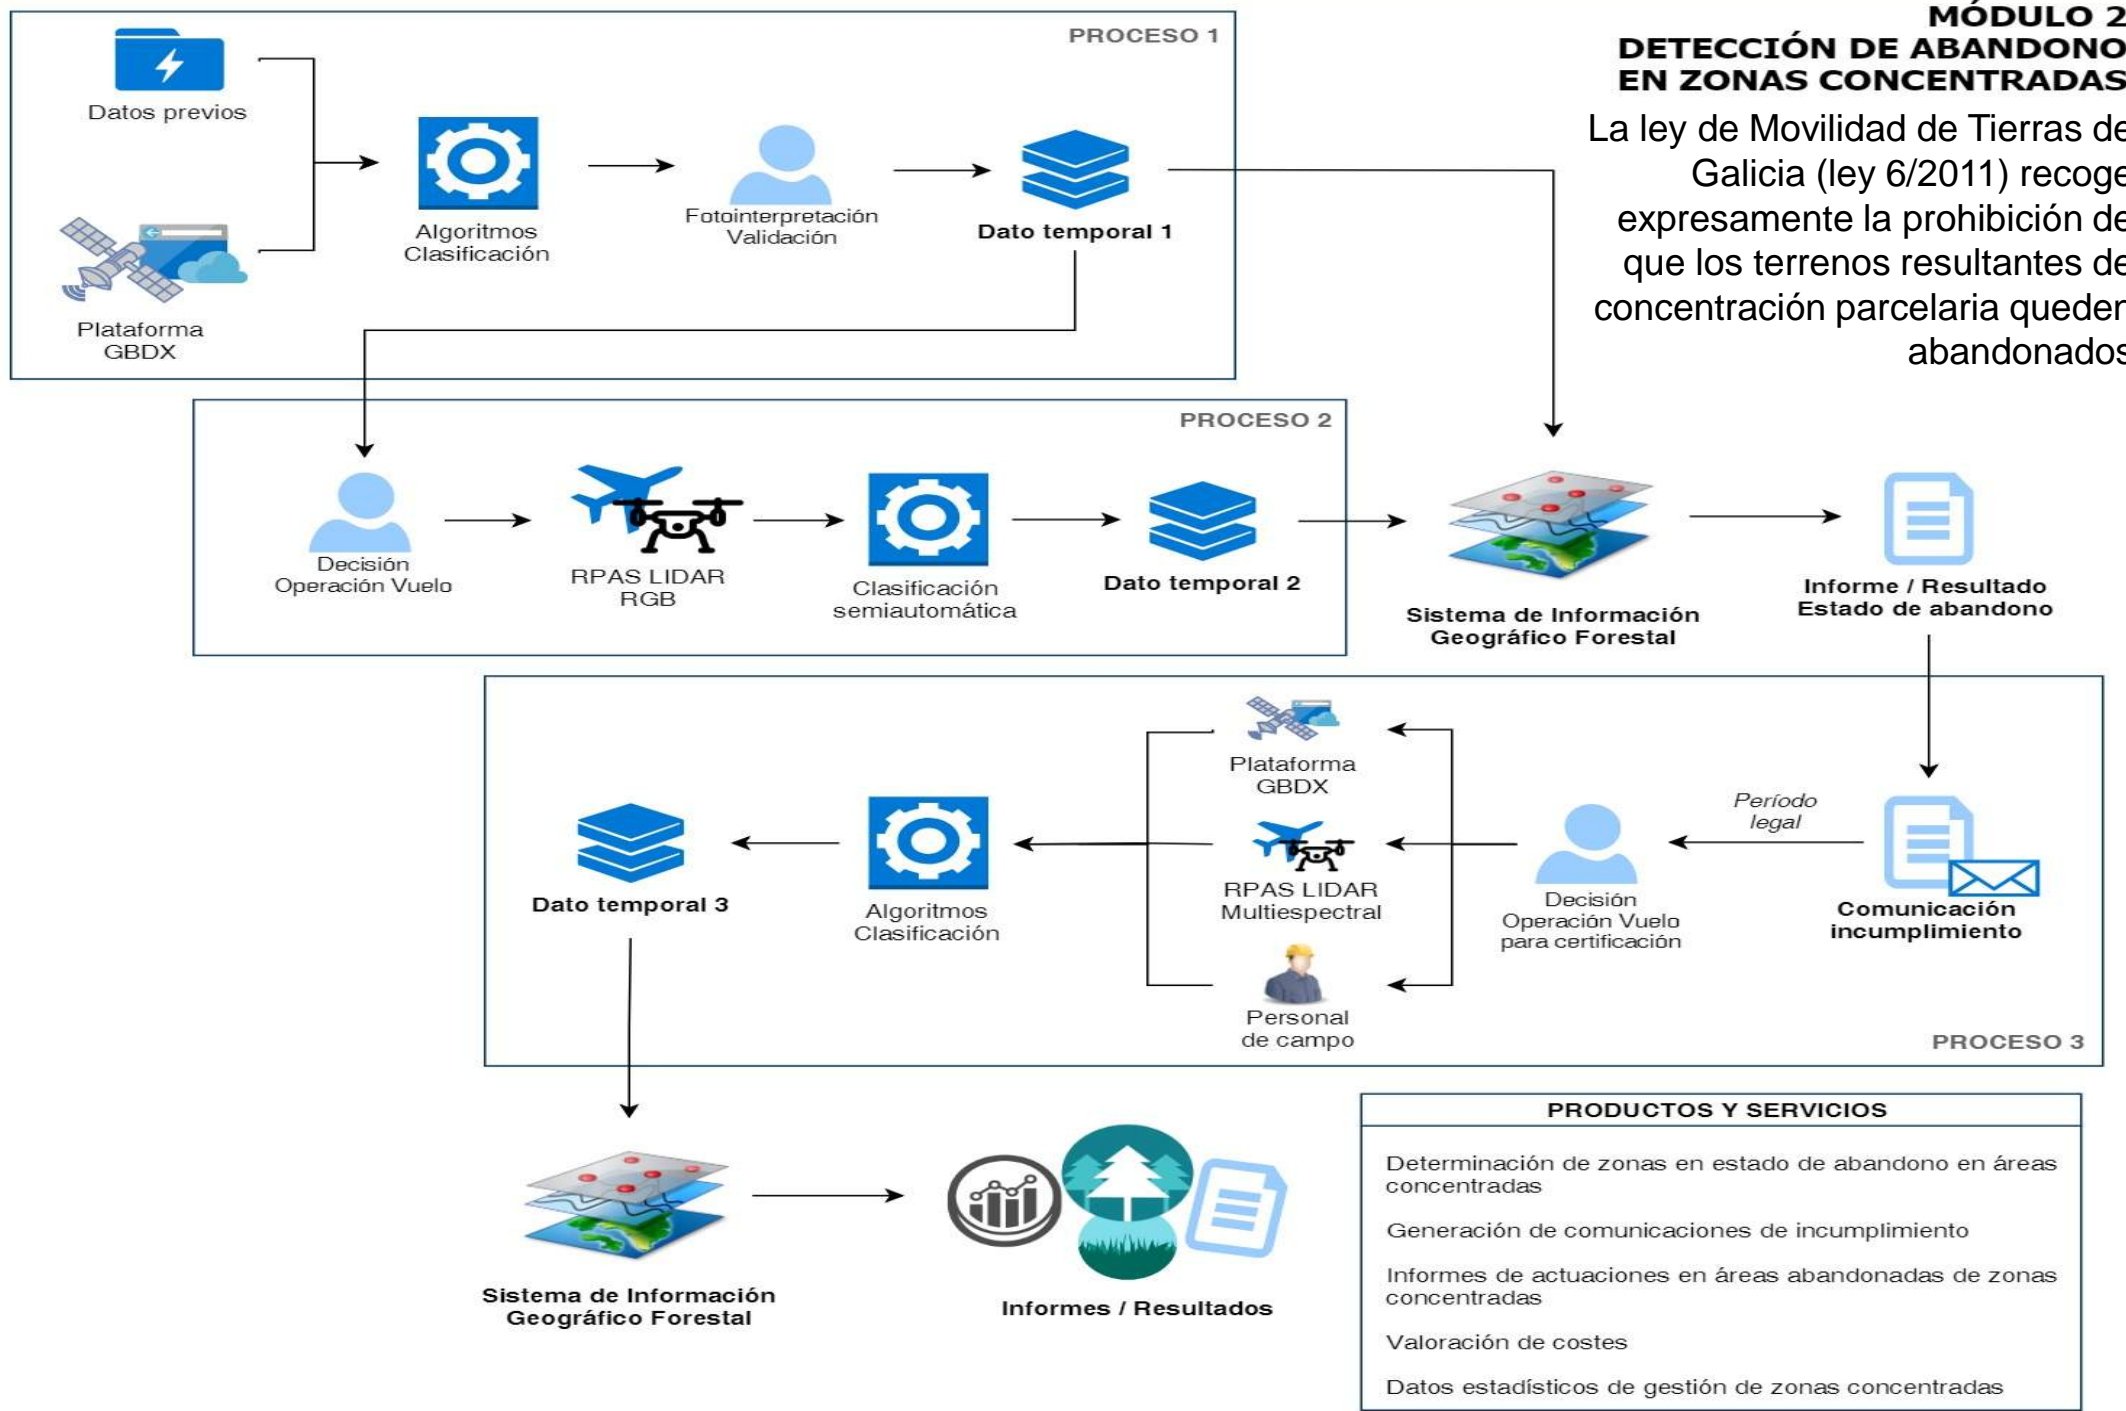 MÓDULO 2
DETECCIÓN DE ABANDONO
EN ZONAS CONCENTRADAS
La ley de Movilidad de Tierras de
Galicia (ley 6/2011) recoge
expresamente la prohibición de
que los terrenos resultantes de
concentración parcelaria queden
abandonados
PROCESO 1
Datos previos
Plataforma
GBDX
Algoritmos
Clasificación
Fotointerpretación
Validación
Dato temporal 1
PROCESO 2
Decisión
Operación Vuelo
RPAS LIDAR
RGB
Clasificación
semiautomática
Dato temporal 2
Sistema de Información
Geográfico Forestal
Informe / Resultado
Estado de abandono
Comunicación
incumplimiento
Período
legal
Decisión
Operación Vuelo
para certificación
Plataforma
GBDX
RPAS LIDAR
Multiespectral
Personal
de campo
Algoritmos
Clasificación
Dato temporal 3
PROCESO 3
Sistema de Información
Geográfico Forestal
Informes / Resultados
PRODUCTOS Y SERVICIOS
Determinación de zonas en estado de abandono en áreas
concentradas
Generación de comunicaciones de incumplimiento
Informes de actuaciones en áreas abandonadas de zonas
concentradas
Valoración de costes
Datos estadísticos de gestión de zonas concentradas